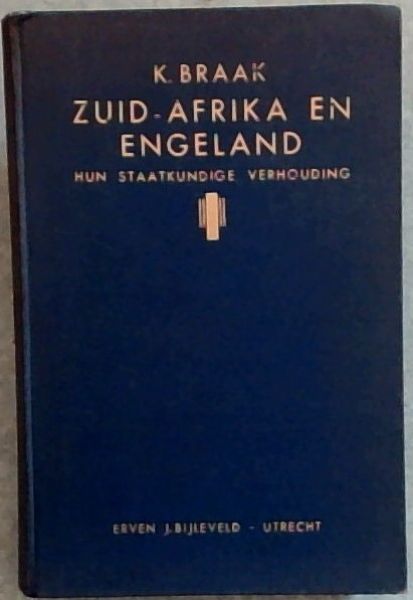 K. BRAAK
ZUID-AFRIKA EN
ENGELAND
HUN STAATKUNDIGE VERHOUDING
ERVEN J. BIJLEVELD - UTRECHT